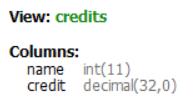 View: credits
Columns:
name int(11)
credit decimal(32,0)